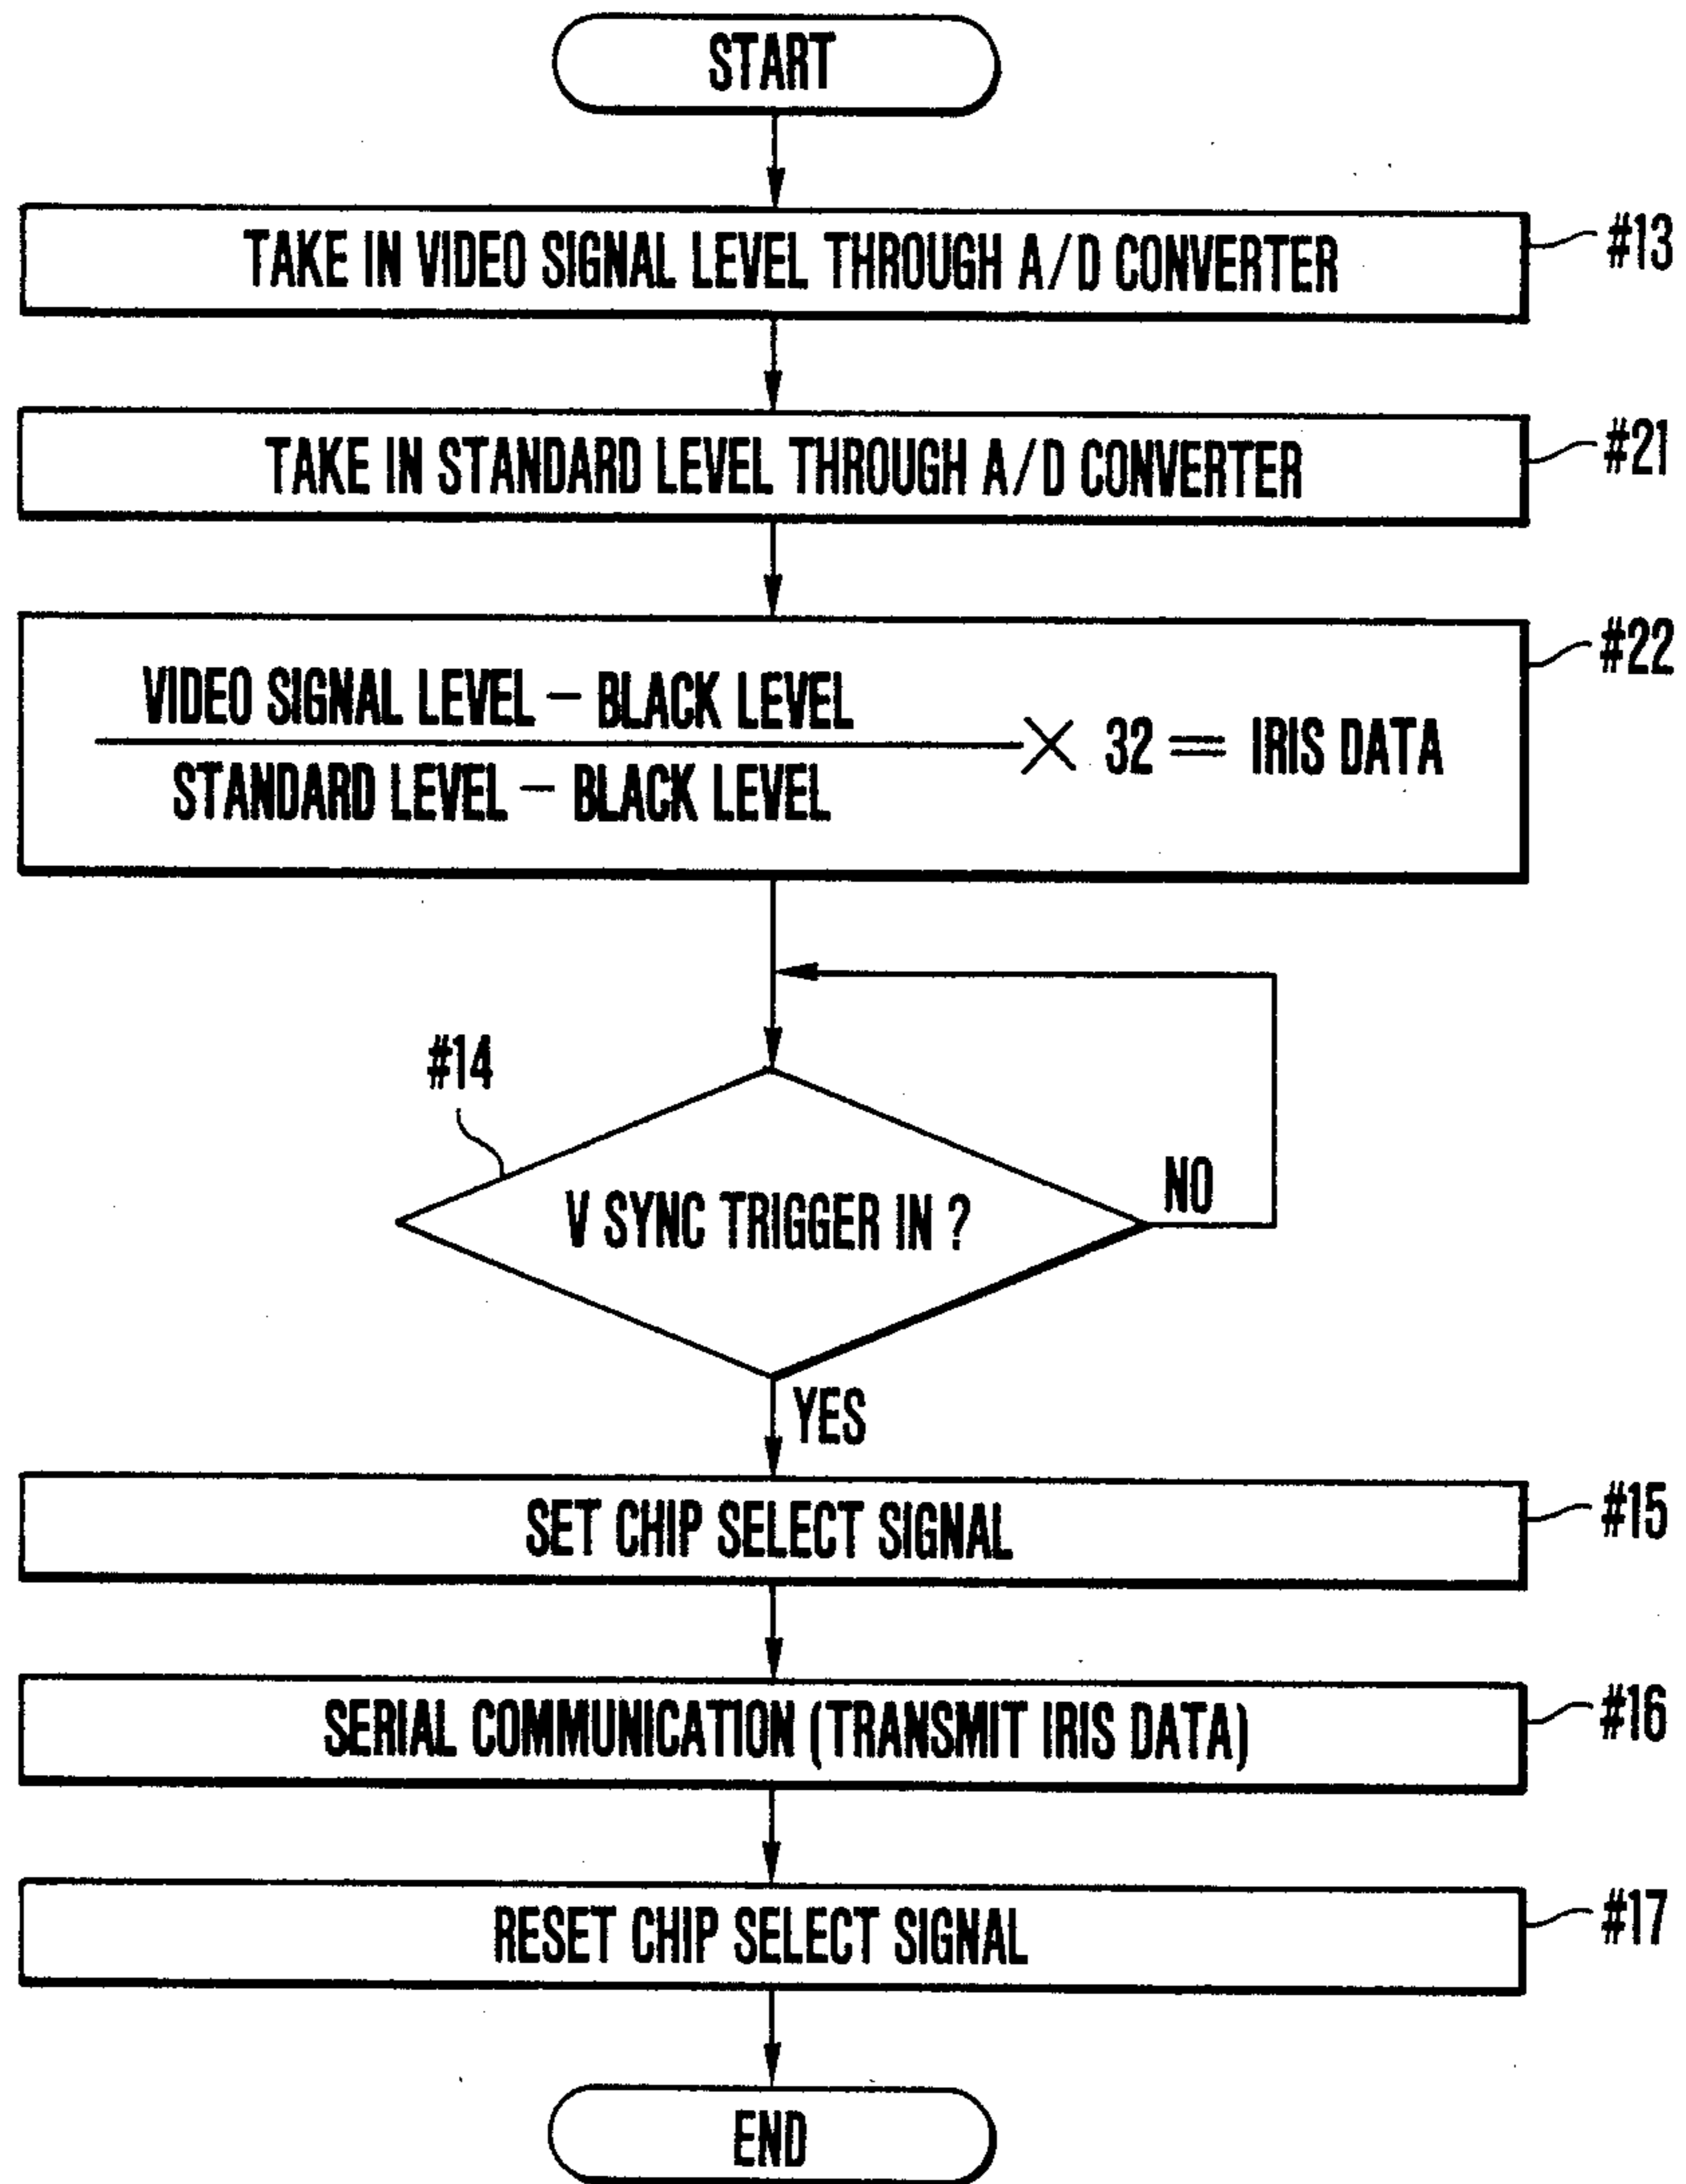 START
TAKE IN VIDEO SIGNAL LEVEL THROUGH A/D CONVERTER
#13
TAKE IN STANDARD LEVEL THROUGH A/D CONVERTER
#21
#22
VIDEO SIGNAL LEVEL — BLACK LEVEL
STANDARD LEVEL — BLACK LEVEL
× 32 = IRIS DATA
#14
V SYNC TRIGGER IN ?
NO
YES
SET CHIP SELECT SIGNAL
#15
SERIAL COMMUNICATION (TRANSMIT IRIS DATA)
#16
RESET CHIP SELECT SIGNAL
#17
END